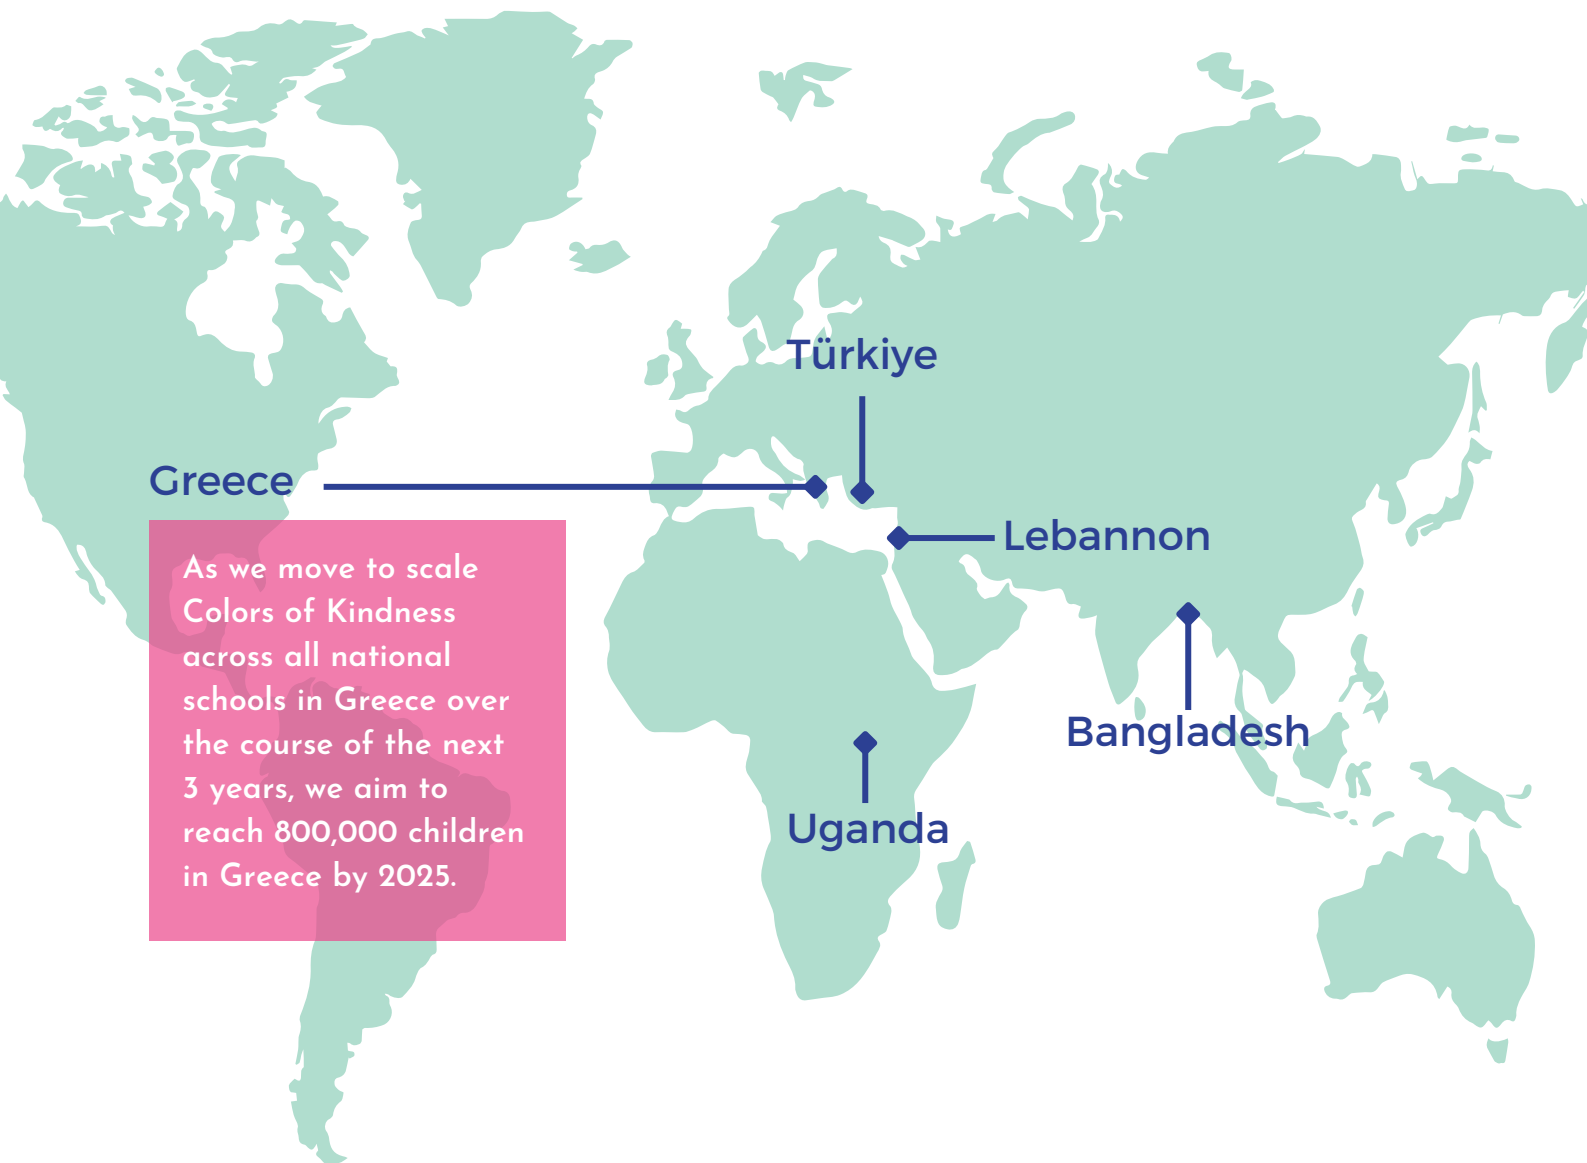 Türkiye
Greece
Lebannon
As we move to scale
Colors of Kindness
across all national
schools in Greece over
the course of the next
3 years, we aim to
reach 800,000 children
in Greece by 2025.
Bangladesh
Uganda